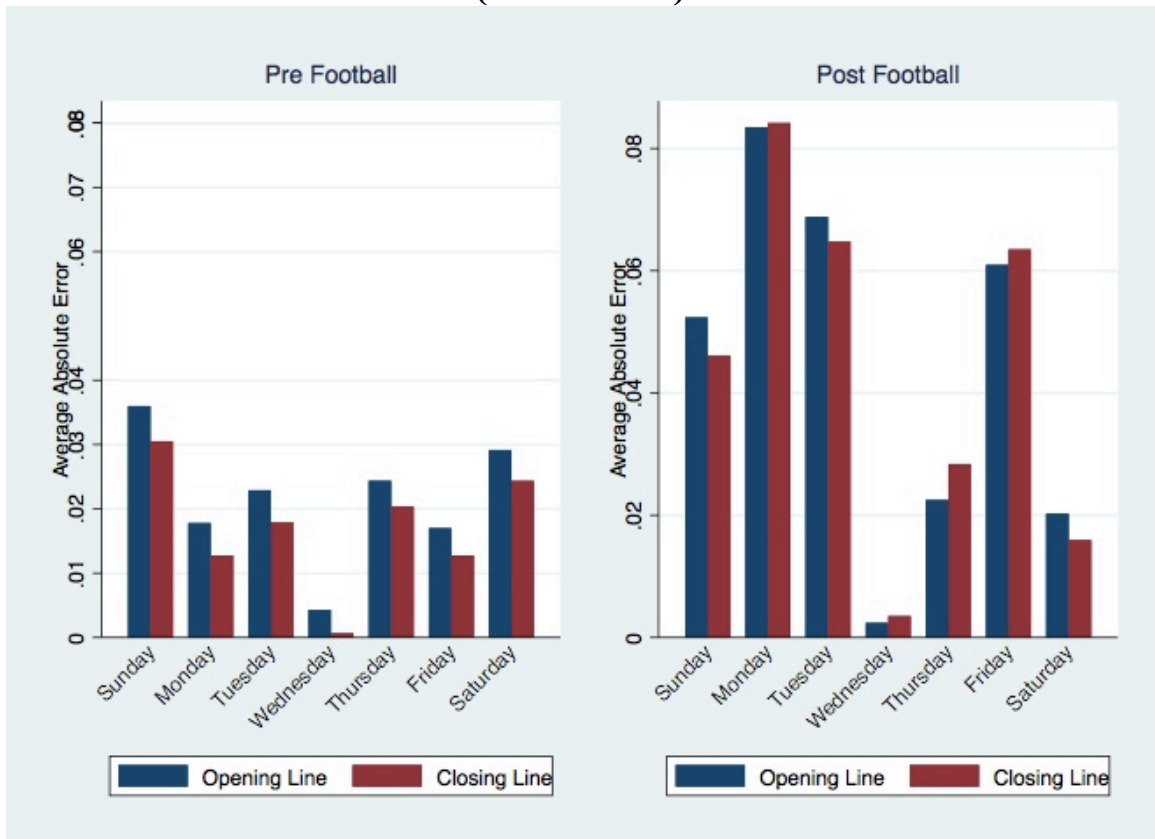 Pre Football
Average Absolute Error
.08
.07
.06
.04
.03
.02
.01
0
Sunday
Monday
Tuesday
Wednesday
Thursday
Friday
Saturday
Opening Line
Closing Line
Post Football
Average Absolute Error
.08
.06
.04
.02
0
Sunday
Monday
Tuesday
Wednesday
Thursday
Friday
Saturday
Opening Line
Closing Line